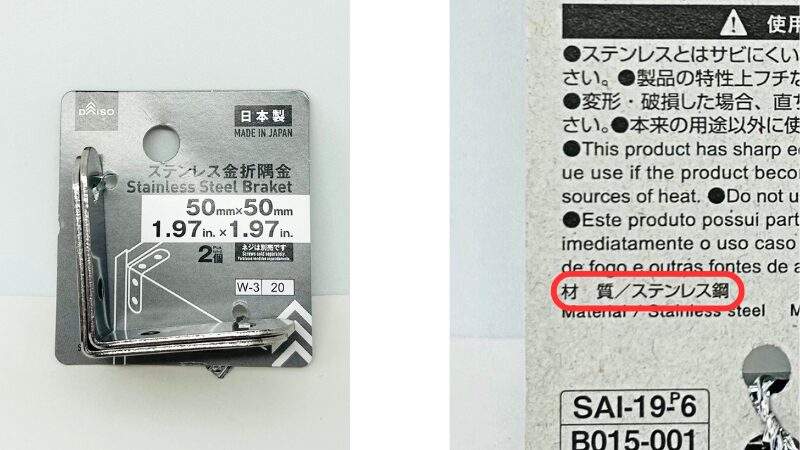 DAISO
日本製
MADE IN JAPAN
ステンレス金折隅金
Stainless Steel Braket
50mm×50mm
1.97in.×1.97in.
2個
ネジは別売です
Screws sold separately.
W-3 20
使用
●ステンレスとはサビにくい
さい。●製品の特性上フチな
●変形・破損した場合、直ち
さい。●本来の用途以外に使
●This product has sharp e
ue use if the product becom
sources of heat. ●Do not u
●Este produto possui part
imediatamente o uso caso
de fogo e outras fontes de a
材 質／ステンレス鋼
Material / Stainless steel M
SAI-19-P6
B015-001